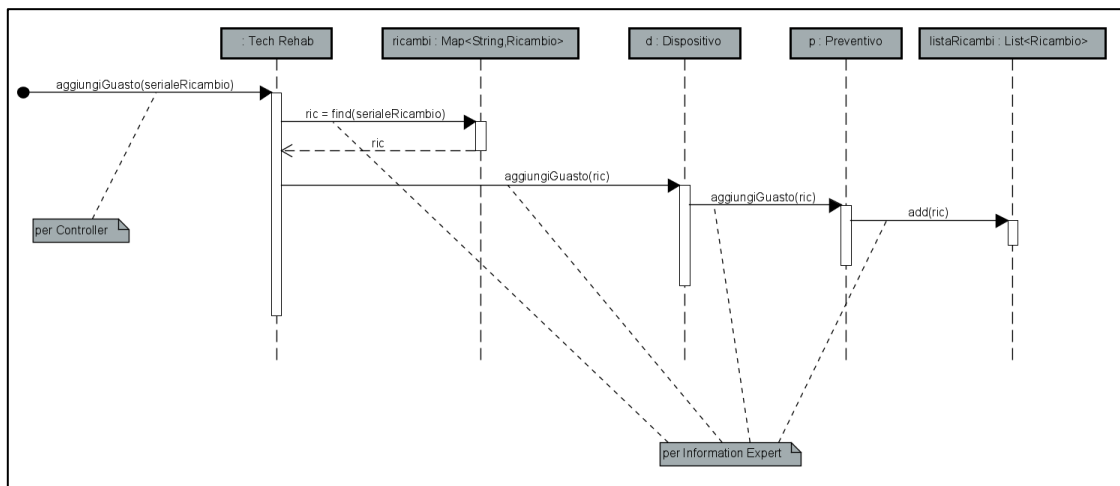 : Tech Rehab
ricambi : Map<String,Ricambio>
d : Dispositivo
p : Preventivo
listaRicambi : List<Ricambio>
aggiungiGuasto(serialeRicambio)
ric = find(serialeRicambio)
ric
aggiungiGuasto(ric)
aggiungiGuasto(ric)
add(ric)
per Controller
per Information Expert